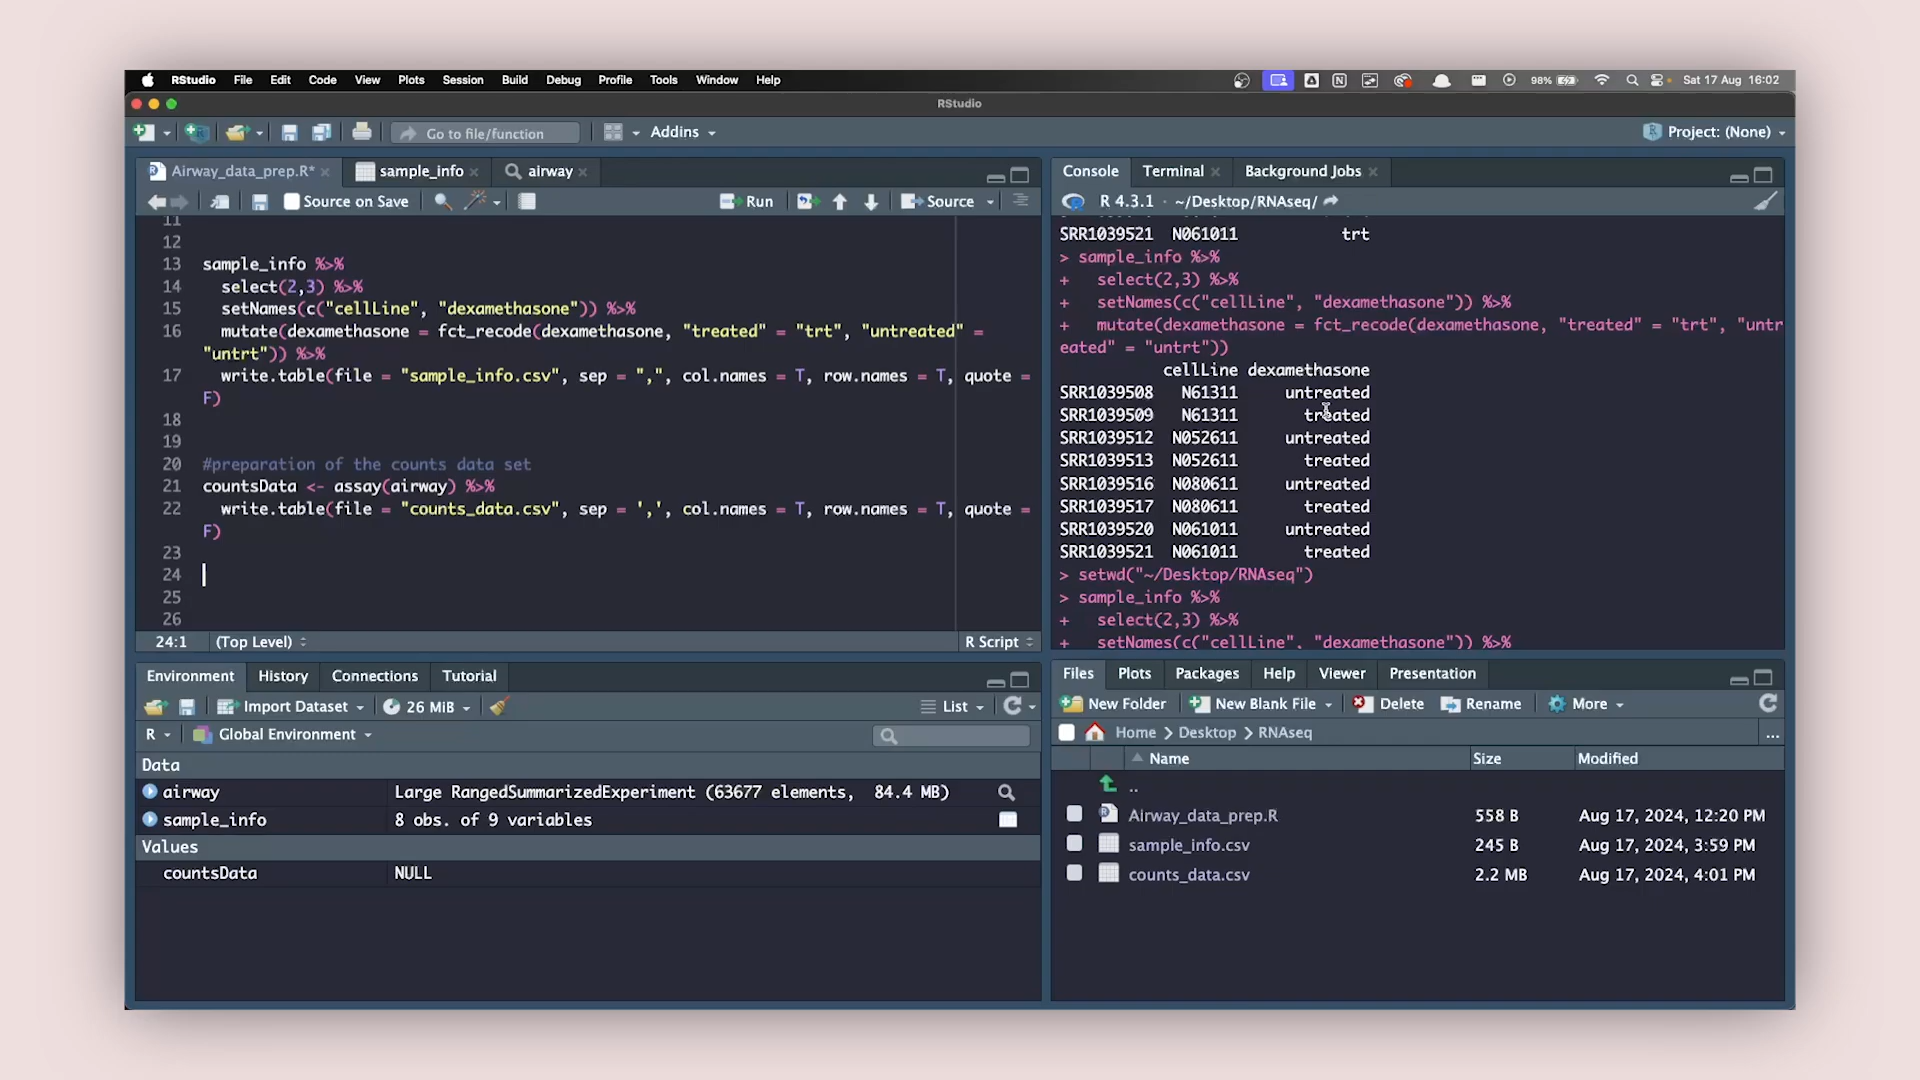 RStudio File Edit Code View Plots Session Build Debug Profile Tools Window Help 98% Sat 17 Aug 16:02
RStudio
Go to file/function Addins Project: (None)
Airway_data_prep.R* sample_info airway
Source on Save Run Source
11
12
13 sample_info %>%
14 select(2,3) %>%
15 setNames(c("cellLine", "dexamethasone")) %>%
16 mutate(dexamethasone = fct_recode(dexamethasone, "treated" = "trt", "untreated" =
"untrt")) %>%
17 write.table(file = "sample_info.csv", sep = ",", col.names = T, row.names = T, quote =
F)
18
19
20 #preparation of the counts data set
21 countsData <- assay(airway) %>%
22 write.table(file = "counts_data.csv", sep = ',', col.names = T, row.names = T, quote =
F)
23
24
25
26
24:1 (Top Level) R Script
Console Terminal Background Jobs
R 4.3.1 · ~/Desktop/RNAseq/
SRR1039521 N061011 trt
> sample_info %>%
+ select(2,3) %>%
+ setNames(c("cellLine", "dexamethasone")) %>%
+ mutate(dexamethasone = fct_recode(dexamethasone, "treated" = "trt", "untr
eated" = "untrt"))
cellLine dexamethasone
SRR1039508 N61311 untreated
SRR1039509 N61311 treated
SRR1039512 N052611 untreated
SRR1039513 N052611 treated
SRR1039516 N080611 untreated
SRR1039517 N080611 treated
SRR1039520 N061011 untreated
SRR1039521 N061011 treated
> setwd("~/Desktop/RNAseq")
> sample_info %>%
+ select(2,3) %>%
+ setNames(c("cellLine", "dexamethasone")) %>%
Environment History Connections Tutorial
Import Dataset 26 MiB List
R Global Environment
Data
airway Large RangedSummarizedExperiment (63677 elements, 84.4 MB)
sample_info 8 obs. of 9 variables
Values
countsData NULL
Files Plots Packages Help Viewer Presentation
New Folder New Blank File Delete Rename More
Home > Desktop > RNAseq ...
Name Size Modified
..
Airway_data_prep.R 558 B Aug 17, 2024, 12:20 PM
sample_info.csv 245 B Aug 17, 2024, 3:59 PM
counts_data.csv 2.2 MB Aug 17, 2024, 4:01 PM